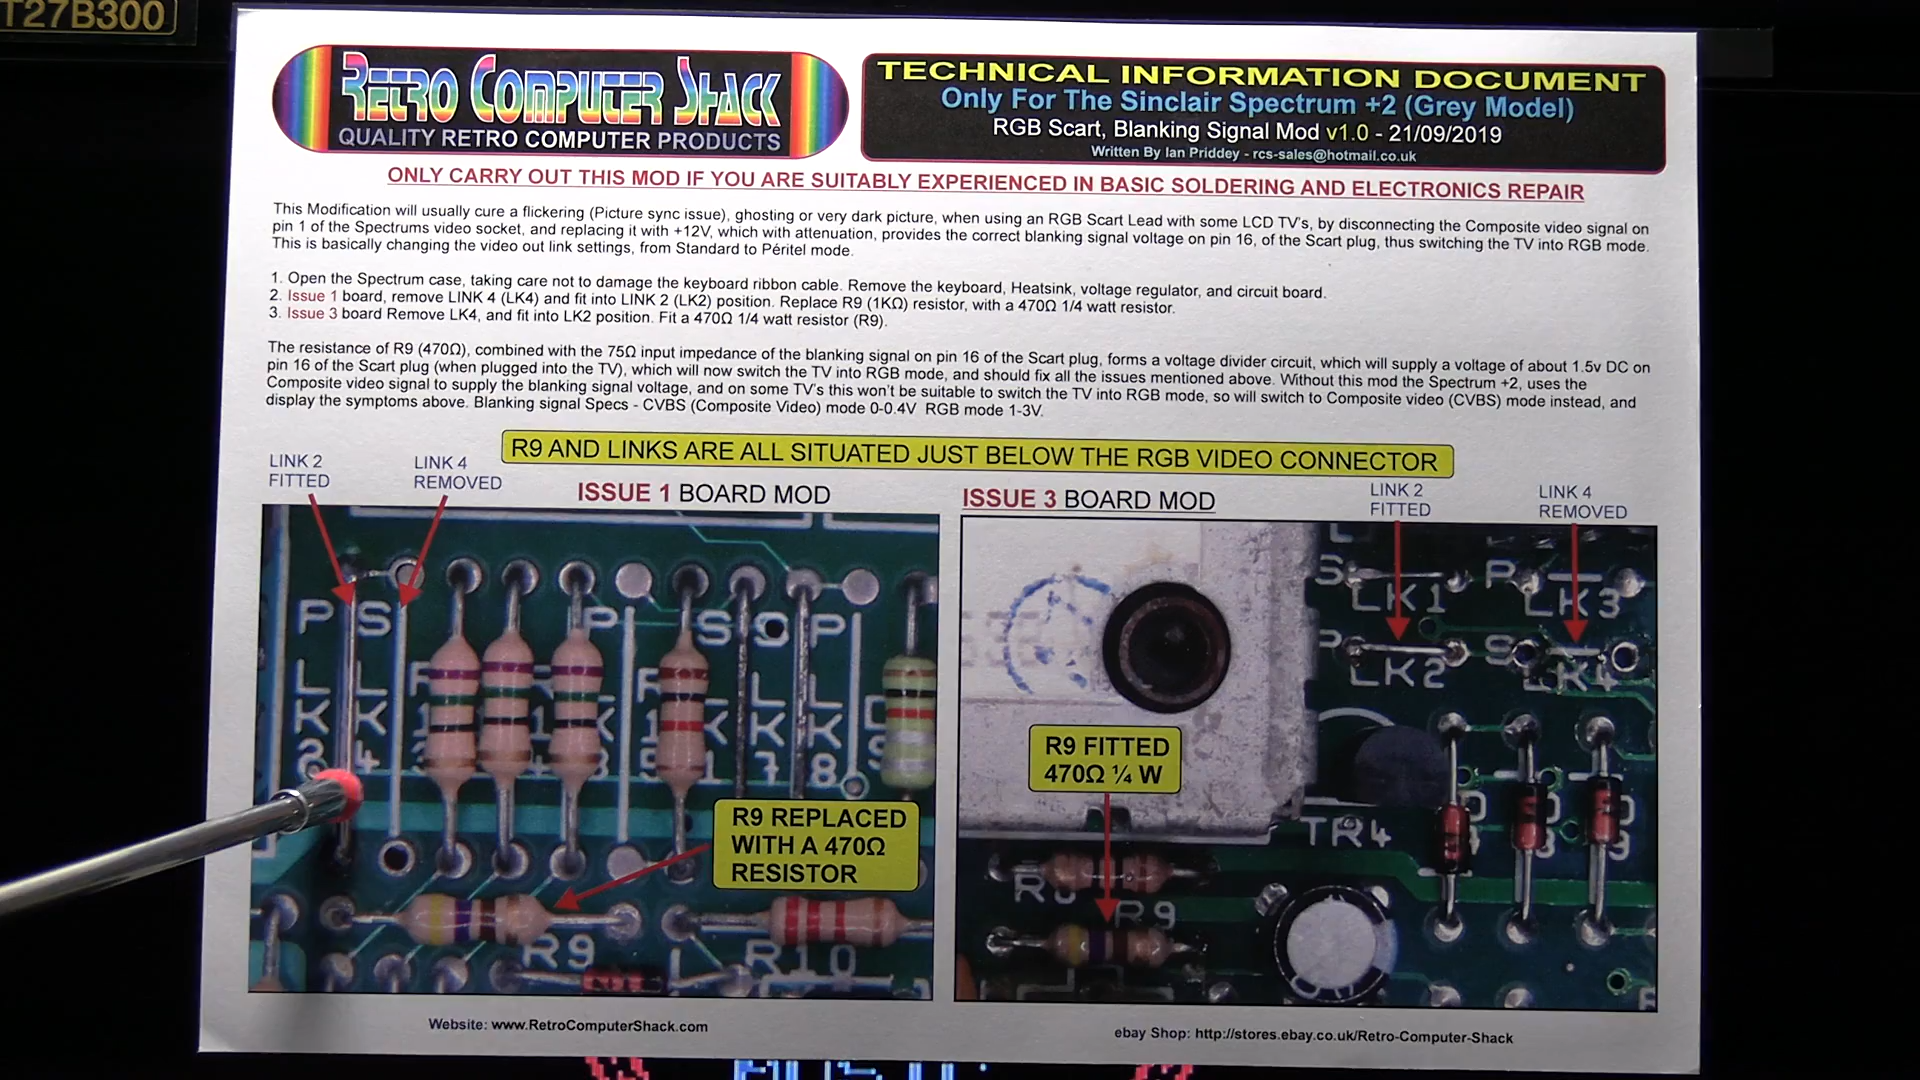 T27B300
RETRO COMPUTER SHACK
QUALITY RETRO COMPUTER PRODUCTS
TECHNICAL INFORMATION DOCUMENT
Only For The Sinclair Spectrum +2 (Grey Model)
RGB Scart, Blanking Signal Mod v1.0 - 21/09/2019
Written By Ian Priddey - rcs-sales@hotmail.co.uk
ONLY CARRY OUT THIS MOD IF YOU ARE SUITABLY EXPERIENCED IN BASIC SOLDERING AND ELECTRONICS REPAIR
This Modification will usually cure a flickering (Picture sync issue), ghosting or very dark picture, when using an RGB Scart Lead with some LCD TV's, by disconnecting the Composite video signal on
pin 1 of the Spectrums video socket, and replacing it with +12V, which with attenuation, provides the correct blanking signal voltage on pin 16, of the Scart plug, thus switching the TV into RGB mode.
This is basically changing the video out link settings, from Standard to Péritel mode.
1. Open the Spectrum case, taking care not to damage the keyboard ribbon cable. Remove the keyboard, Heatsink, voltage regulator, and circuit board.
2. Issue 1 board, remove LINK 4 (LK4) and fit into LINK 2 (LK2) position. Replace R9 (1KΩ) resistor, with a 470Ω 1/4 watt resistor.
3. Issue 3 board Remove LK4, and fit into LK2 position. Fit a 470Ω 1/4 watt resistor (R9).
The resistance of R9 (470Ω), combined with the 75Ω input impedance of the blanking signal on pin 16 of the Scart plug, forms a voltage divider circuit, which will supply a voltage of about 1.5v DC on
pin 16 of the Scart plug (when plugged into the TV), which will now switch the TV into RGB mode, and should fix all the issues mentioned above. Without this mod the Spectrum +2, uses the
Composite video signal to supply the blanking signal voltage, and on some TV's this won't be suitable to switch the TV into RGB mode, so will switch to Composite video (CVBS) mode instead, and
display the symptoms above. Blanking signal Specs - CVBS (Composite Video) mode 0-0.4V RGB mode 1-3V.
R9 AND LINKS ARE ALL SITUATED JUST BELOW THE RGB VIDEO CONNECTOR
LINK 2
FITTED
LINK 4
REMOVED
ISSUE 1 BOARD MOD
ISSUE 3 BOARD MOD
LINK 2
FITTED
LINK 4
REMOVED
P S P S S P
LK2
LK4
LK7
LK8
R9 REPLACED
WITH A 470Ω
RESISTOR
R9
R10
S LK1
P LK3
P LK2
S LK4
R9 FITTED
470Ω ¼ W
TR4
R9
Website: www.RetroComputerShack.com
ebay Shop: http://stores.ebay.co.uk/Retro-Computer-Shack